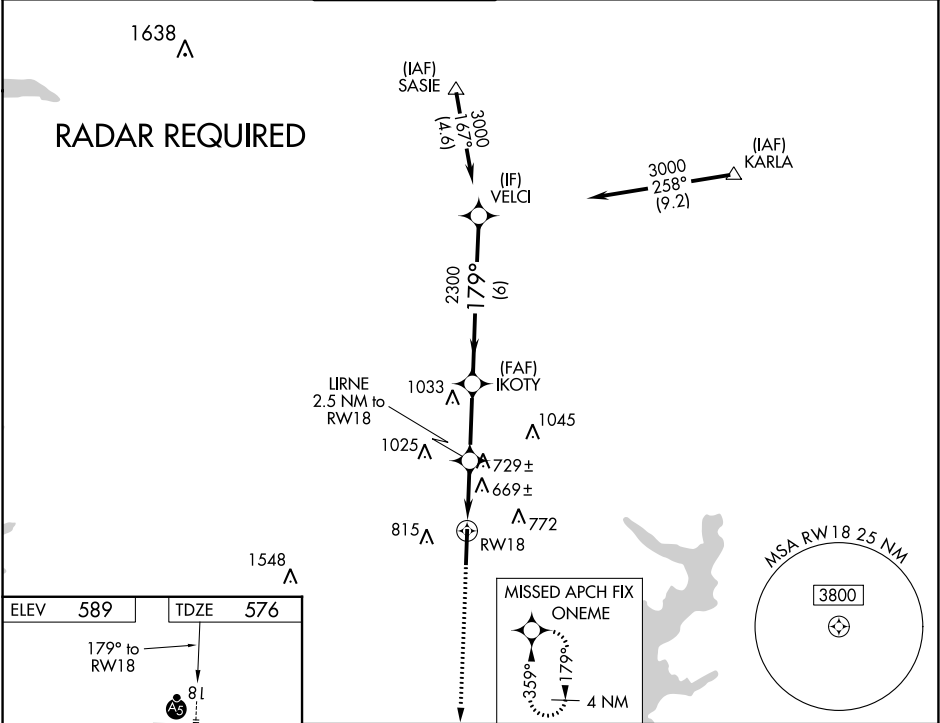 1638
(IAF)
SASIE
RADAR REQUIRED
3000
167°
(4.6)
(IAF)
KARLA
3000
258°
(9.2)
(IF)
VELCI
2300
179°
(6)
(FAF)
IKOTY
1033
LIRNE
2.5 NM to
RW18
1045
1025
729±
669±
772
815
RW18
1548
MSA RW18 25 NM
3800
MISSED APCH FIX
ONEME
359°
179°
4 NM
ELEV 589
TDZE 576
179° to
RW18
18
A5